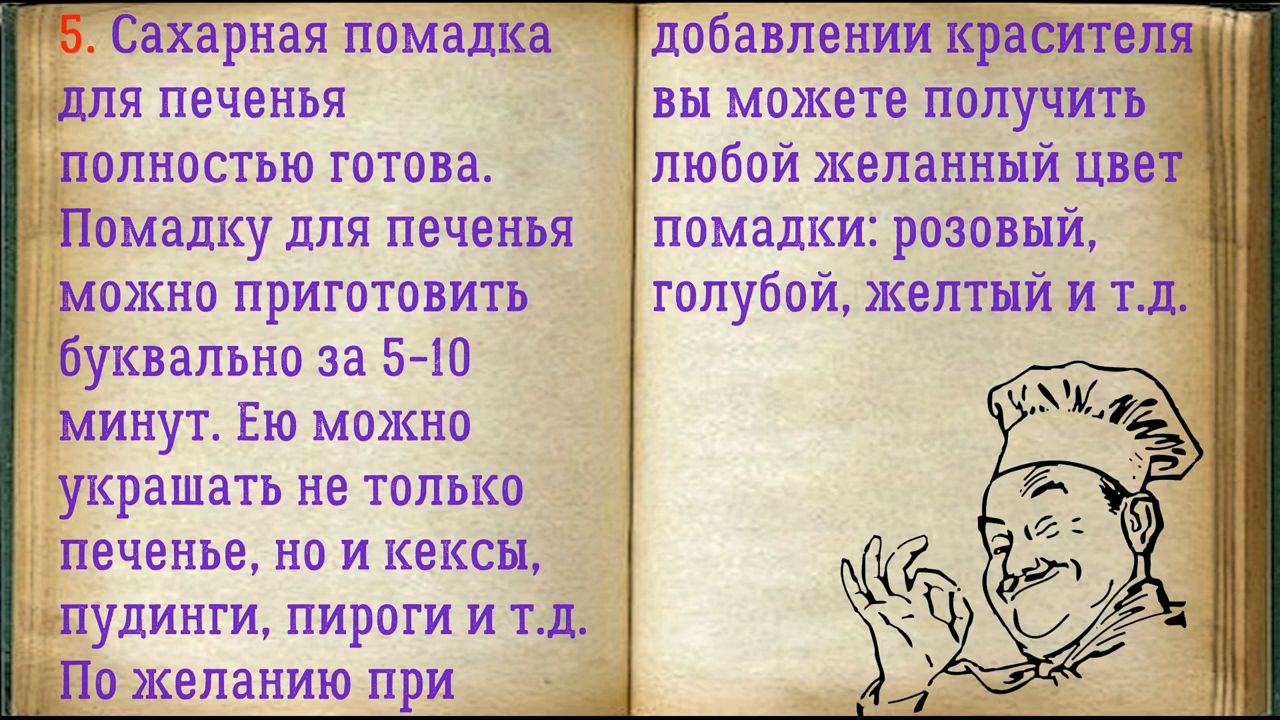 5. Сахарная помадка
для печенья
полностью готова.
Помадку для печенья
можно приготовить
буквально за 5-10
минут. Ею можно
украшать не только
печенье, но и кексы,
пудинги, пироги и т.д.
По желанию при
добавлении красителя
вы можете получить
любой желанный цвет
помадки: розовый,
голубой, желтый и т.д.